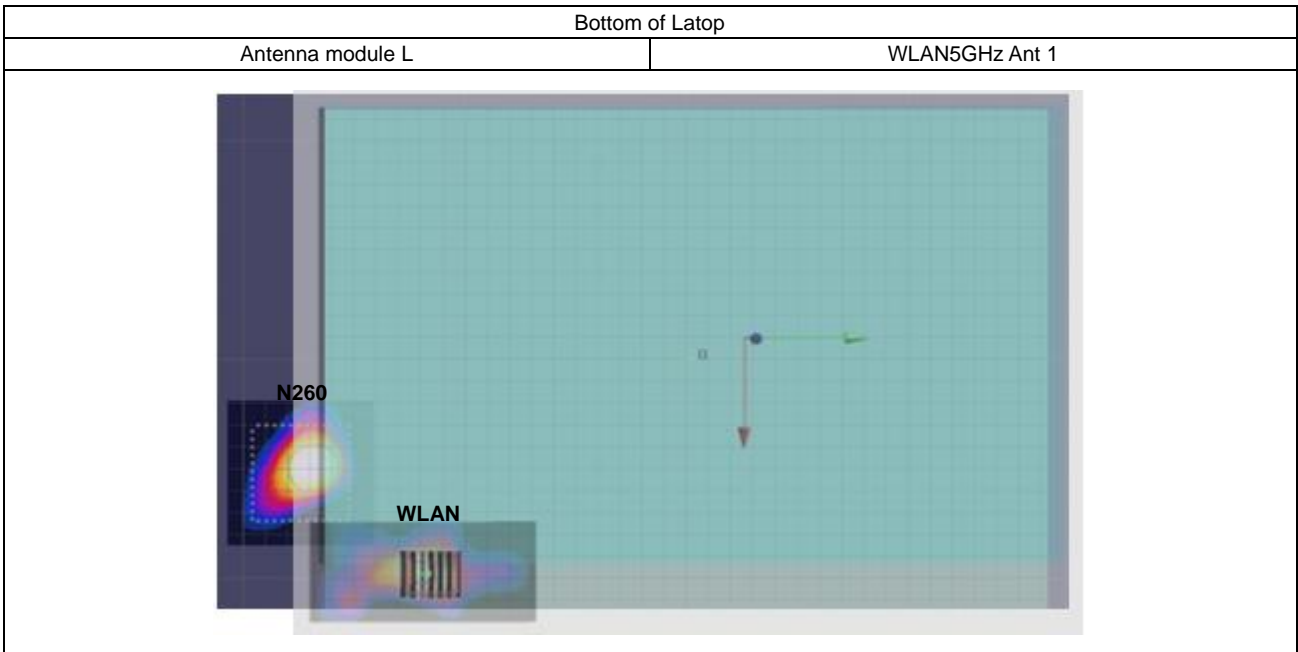 Bottom of Latop
Antenna module L
WLAN5GHz Ant 1
N260
WLAN